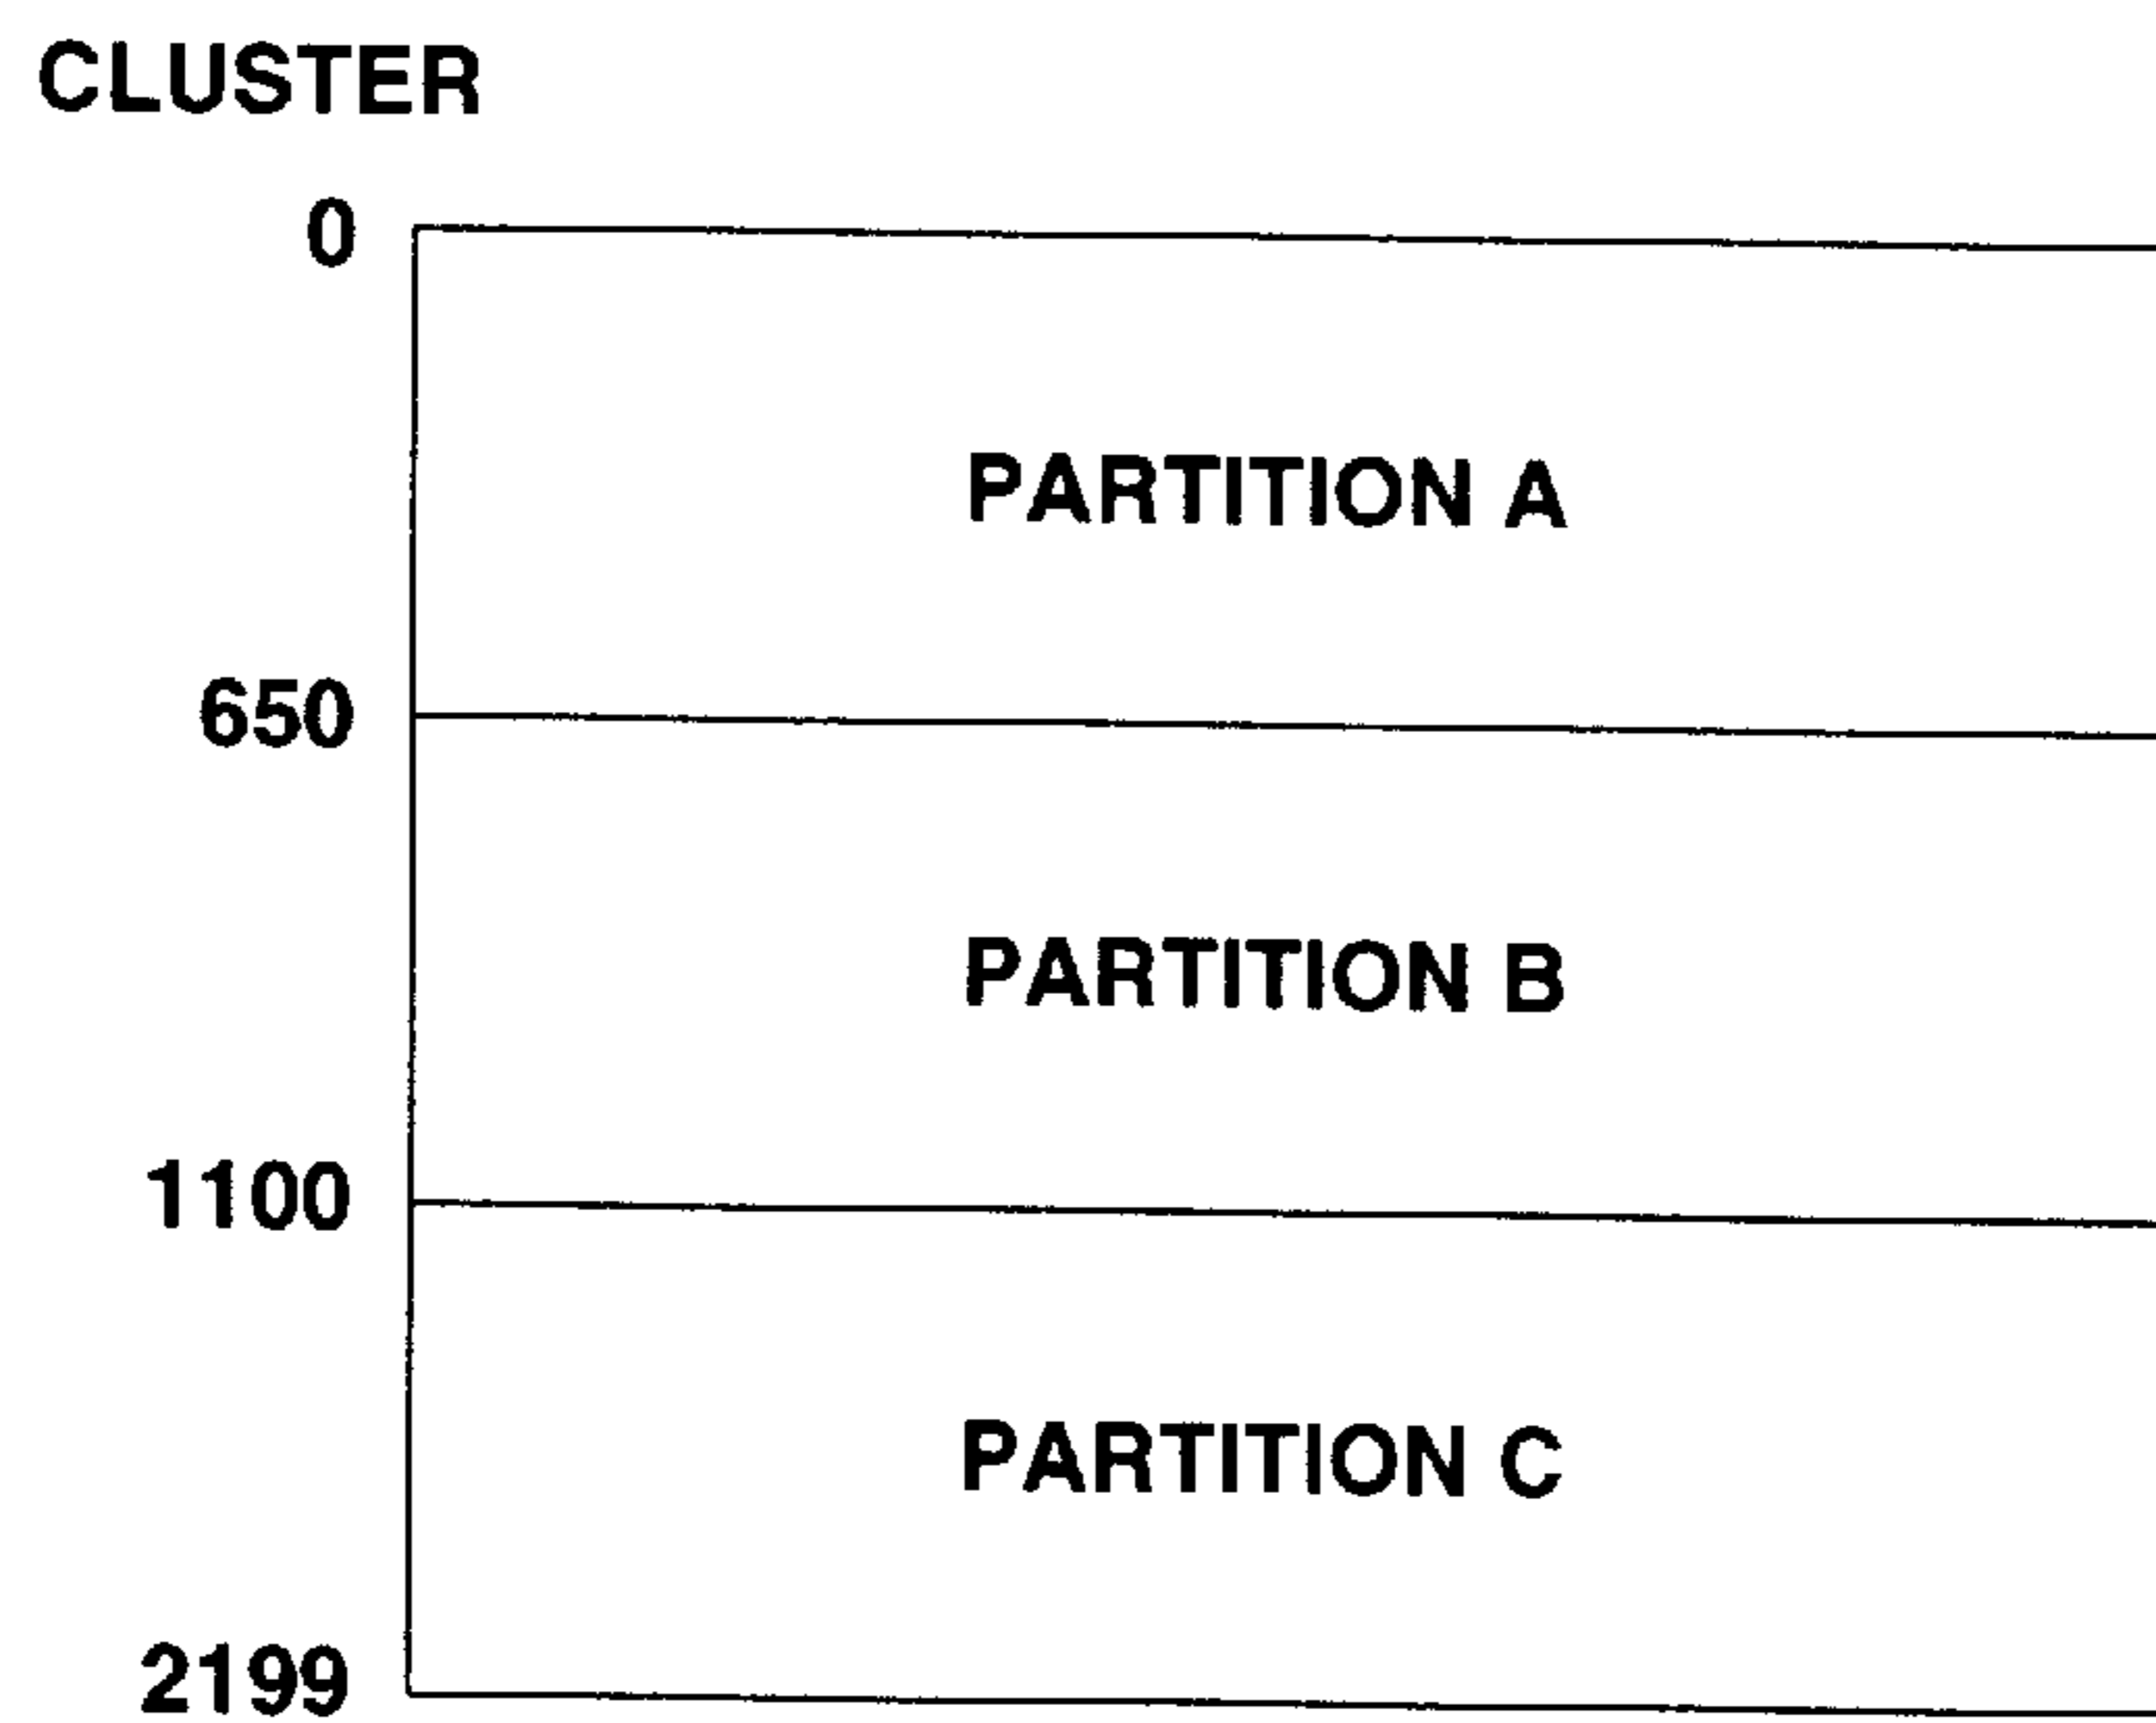 CLUSTER
0
PARTITION A
650
PARTITION B
1100
PARTITION C
2199